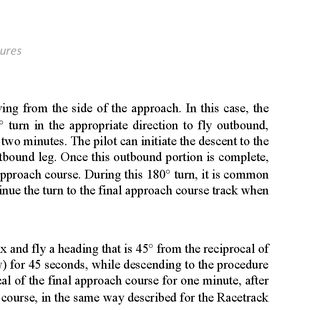 ures
ing from the side of the approach. In this case, the
° turn in the appropriate direction to fly outbound,
two minutes. The pilot can initiate the descent to the
tbound leg. Once this outbound portion is complete,
pproach course. During this 180° turn, it is common
inue the turn to the final approach course track when
x and fly a heading that is 45° from the reciprocal of
) for 45 seconds, while descending to the procedure
al of the final approach course for one minute, after
course, in the same way described for the Racetrack